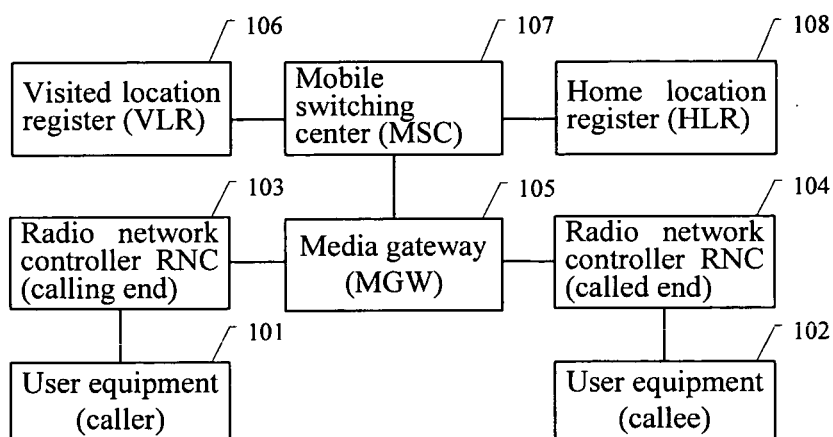 106
107
108
Visited location
register (VLR)
Mobile
switching
center (MSC)
Home location
register (HLR)
103
105
104
Radio network
controller RNC
(calling end)
Media gateway
(MGW)
Radio network
controller RNC
(called end)
101
102
User equipment
(caller)
User equipment
(callee)